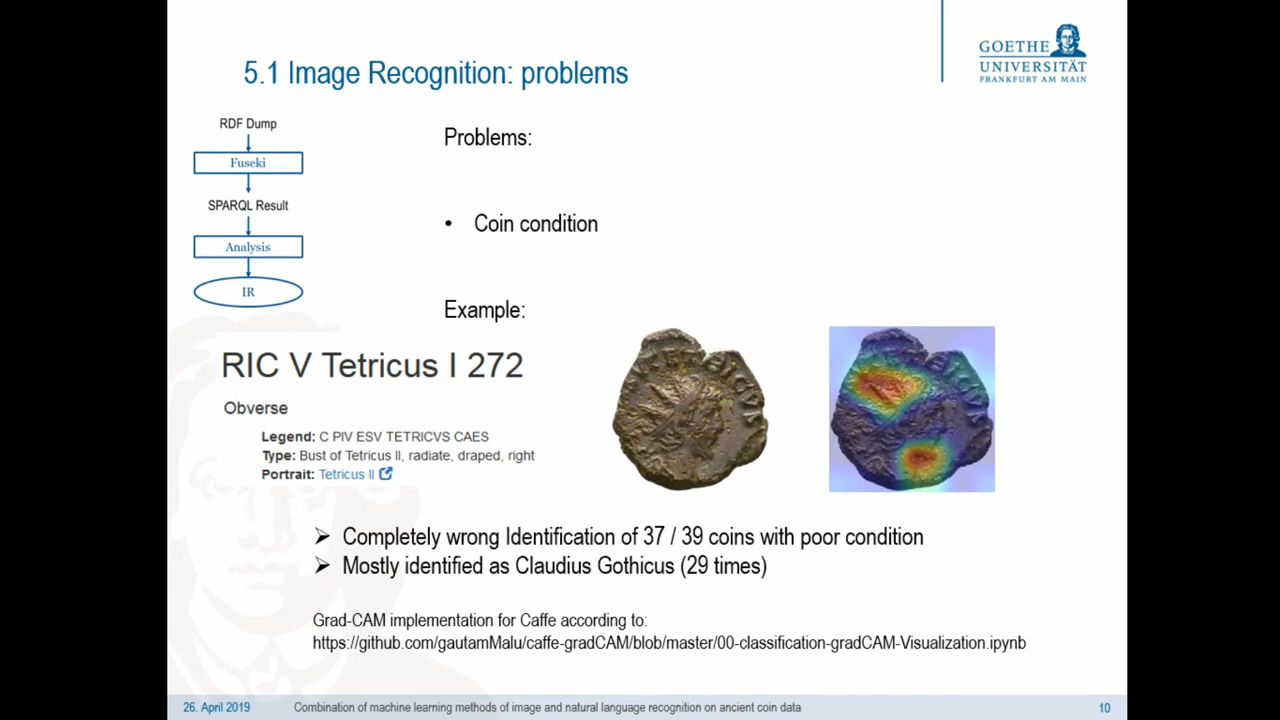 5.1 Image Recognition: problems
GOETHE
UNIVERSITÄT
FRANKFURT AM MAIN
RDF Dump
Fuseki
SPARQL Result
Analysis
IR
Problems:
• Coin condition
Example:
RIC V Tetricus I 272
Obverse
Legend: C PIV ESV TETRICVS CAES
Type: Bust of Tetricus II, radiate, draped, right
Portrait: Tetricus II
➢ Completely wrong Identification of 37 / 39 coins with poor condition
➢ Mostly identified as Claudius Gothicus (29 times)
Grad-CAM implementation for Caffe according to:
https://github.com/gautamMalu/caffe-gradCAM/blob/master/00-classification-gradCAM-Visualization.ipynb
26. April 2019
Combination of machine learning methods of image and natural language recognition on ancient coin data
10